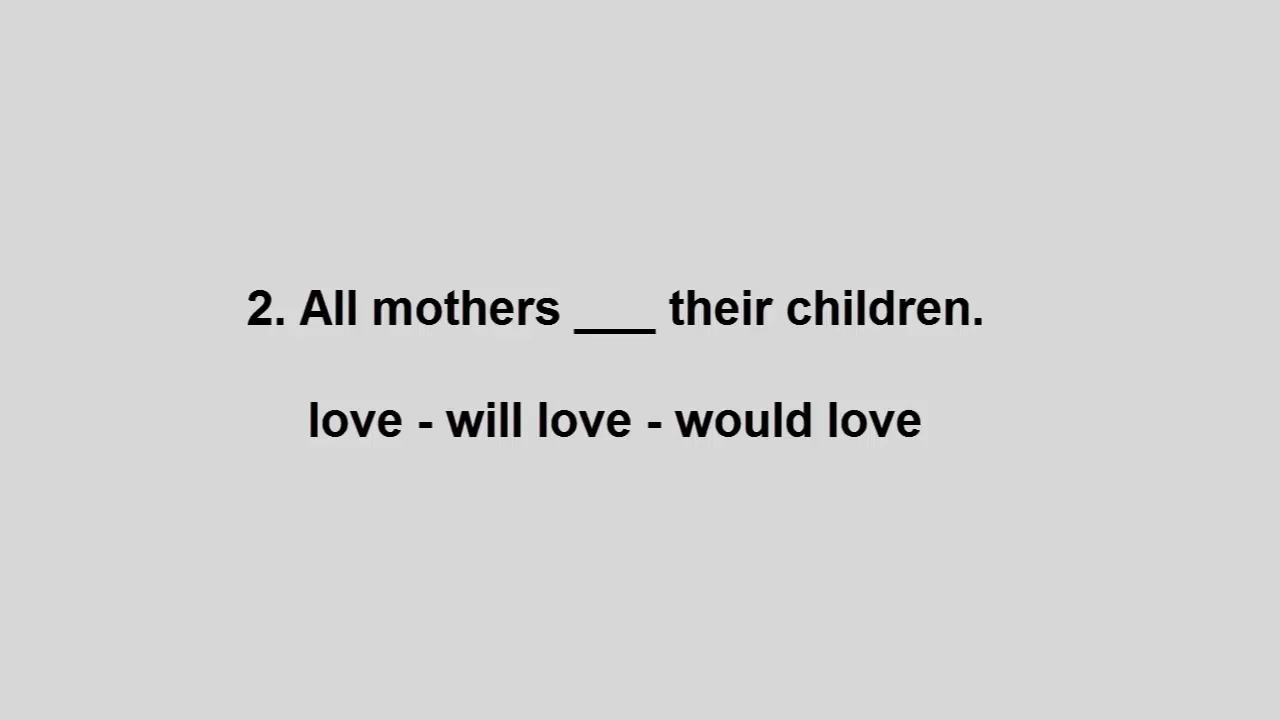 2. All mothers ___ their children.
love - will love - would love